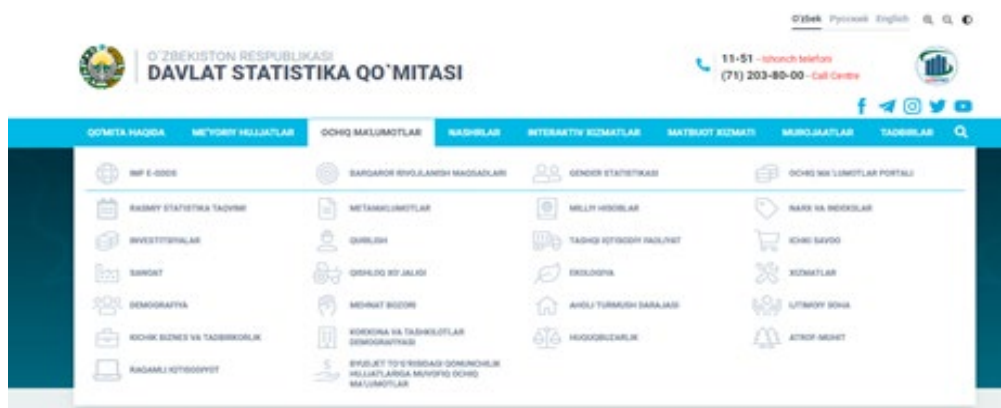 O'zbek Русский English
O`ZBEKISTON RESPUBLIKASI
DAVLAT STATISTIKA QO`MITASI
11-51 - Ishonch telefoni
(71) 203-80-00 - Call Centre
QO'MITA HAQIDA ME'YORIY HUJJATLAR OCHIQ MA'LUMOTLAR NASHRLAR INTERAKTIV XIZMATLAR MATBUOT XIZMATI MUROJAATLAR TADBIRLAR
IMF E-GDDS BARQAROR RIVOJLANISH MAQSADLARI GENDER STATISTIKASI OCHIQ MA`LUMOTLAR PORTALI
RASMIY STATISTIKA TAQVIMI METAMA'LUMOTLAR MILLIY HISOBLAR NARX VA INDEKSLAR
INVESTITSIYALAR QURILISH TASHQI IQTISODIY FAOLIYAT ICHKI SAVDO
SANOAT QISHLOQ XO`JALIGI EKOLOGIYA XIZMATLAR
DEMOGRAFIYA MEHNAT BOZORI AHOLI TURMUSH DARAJASI IJTIMOIY SOHA
KICHIK BIZNES VA TADBIRKORLIK KORXONA VA TASHKILOTLAR DEMOGRAFIYASI HUQUQBUZARLIK ATROF-MUHIT
RAQAMLI IQTISODIYOT BYUDJET TO'G'RISIDAGI QONUNCHILIK
HUJJATLARIGA MUVOFIQ OCHIQ
MA'LUMOTLAR